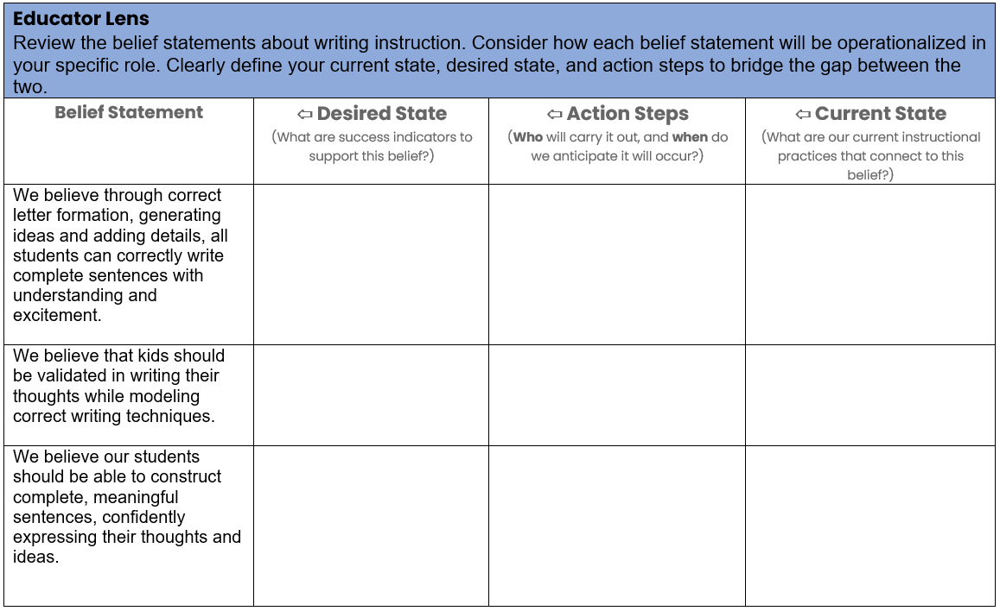 Educator Lens
Review the belief statements about writing instruction. Consider how each belief statement will be operationalized in
your specific role. Clearly define your current state, desired state, and action steps to bridge the gap between the
two.
Belief Statement
⇦ Desired State
(What are success indicators to
support this belief?)
⇦ Action Steps
(Who will carry it out, and when do
we anticipate it will occur?)
⇦ Current State
(What are our current instructional
practices that connect to this
belief?)
We believe through correct
letter formation, generating
ideas and adding details, all
students can correctly write
complete sentences with
understanding and
excitement.
We believe that kids should
be validated in writing their
thoughts while modeling
correct writing techniques.
We believe our students
should be able to construct
complete, meaningful
sentences, confidently
expressing their thoughts and
ideas.